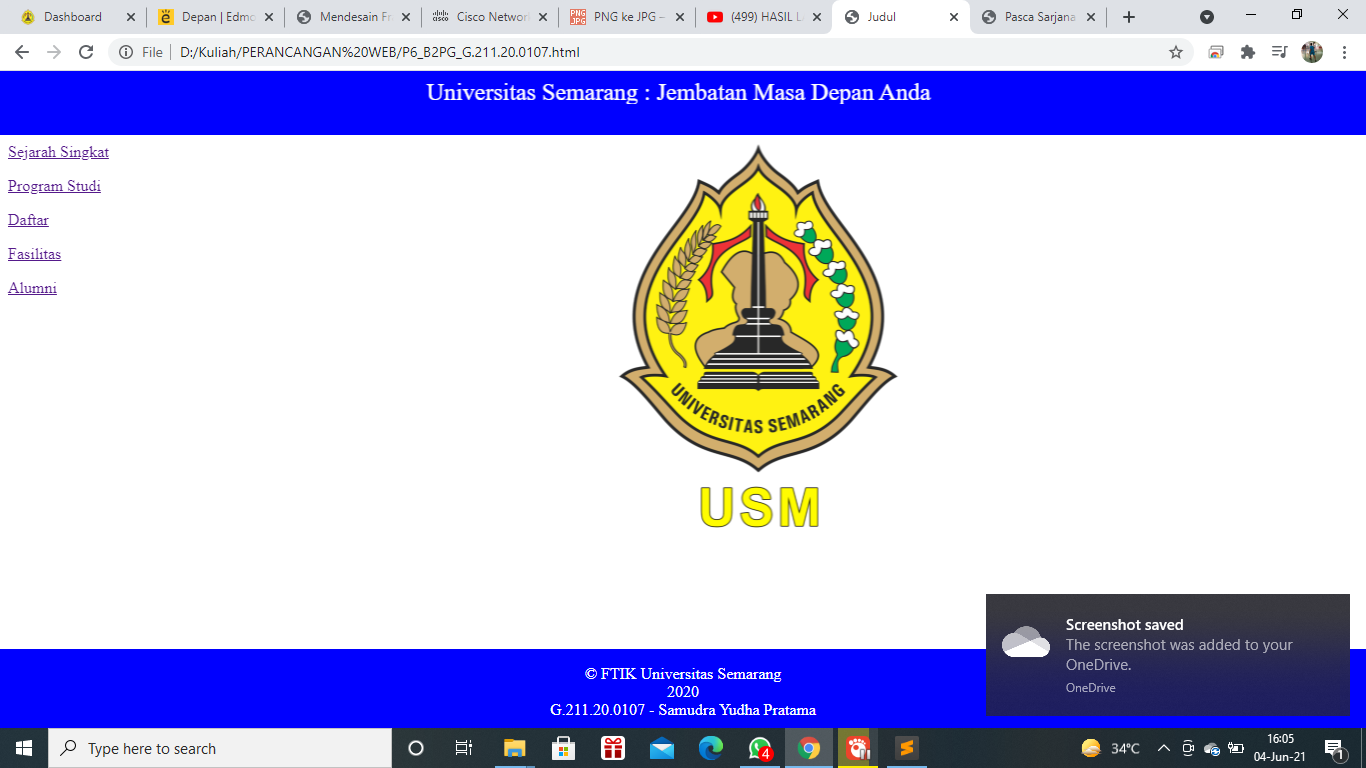 Dashboard
Depan | Edmo
Mendesain Fr
Cisco Networ
PNG ke JPG –
(499) HASIL L
Judul
Pasca Sarjana
File
D:/Kuliah/PERANCANGAN%20WEB/P6_B2PG_G.211.20.0107.html
Universitas Semarang : Jembatan Masa Depan Anda
Sejarah Singkat
Program Studi
Daftar
Fasilitas
Alumni
UNIVERSITAS SEMARANG
USM
Screenshot saved
The screenshot was added to your
OneDrive.
OneDrive
© FTIK Universitas Semarang
2020
G.211.20.0107 - Samudra Yudha Pratama
Type here to search
4
34°C
16:05
04-Jun-21
1